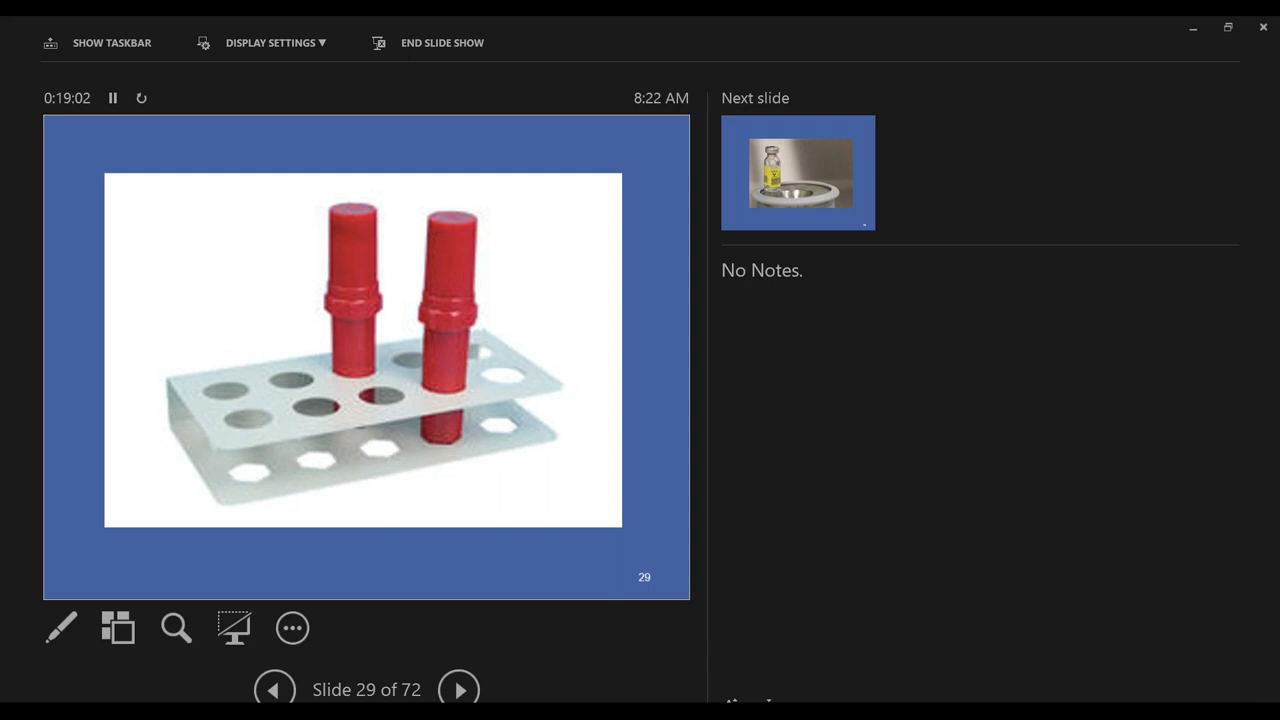 SHOW TASKBAR
DISPLAY SETTINGS ▼
END SLIDE SHOW
0:19:02
8:22 AM
Next slide
No Notes.
29
Slide 29 of 72